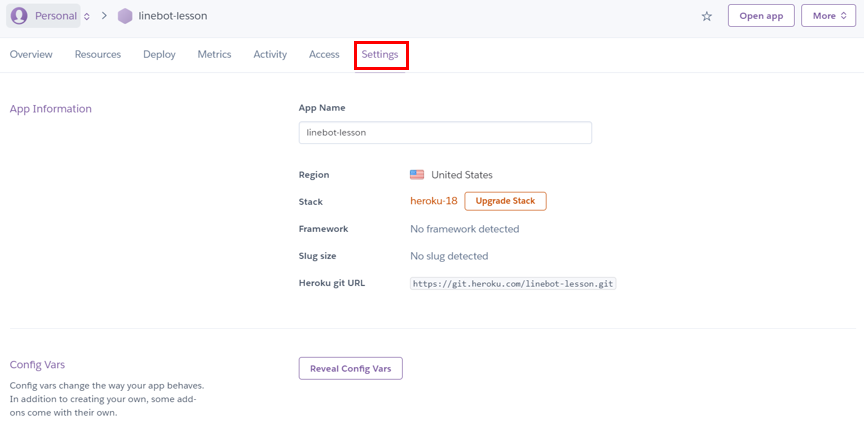 Personal > linebot-lesson
Open app
More
Overview Resources Deploy Metrics Activity Access Settings
App Information
App Name
linebot-lesson
Region United States
Stack heroku-18 Upgrade Stack
Framework No framework detected
Slug size No slug detected
Heroku git URL https://git.heroku.com/linebot-lesson.git
Config Vars
Config vars change the way your app behaves.
In addition to creating your own, some add-
ons come with their own.
Reveal Config Vars